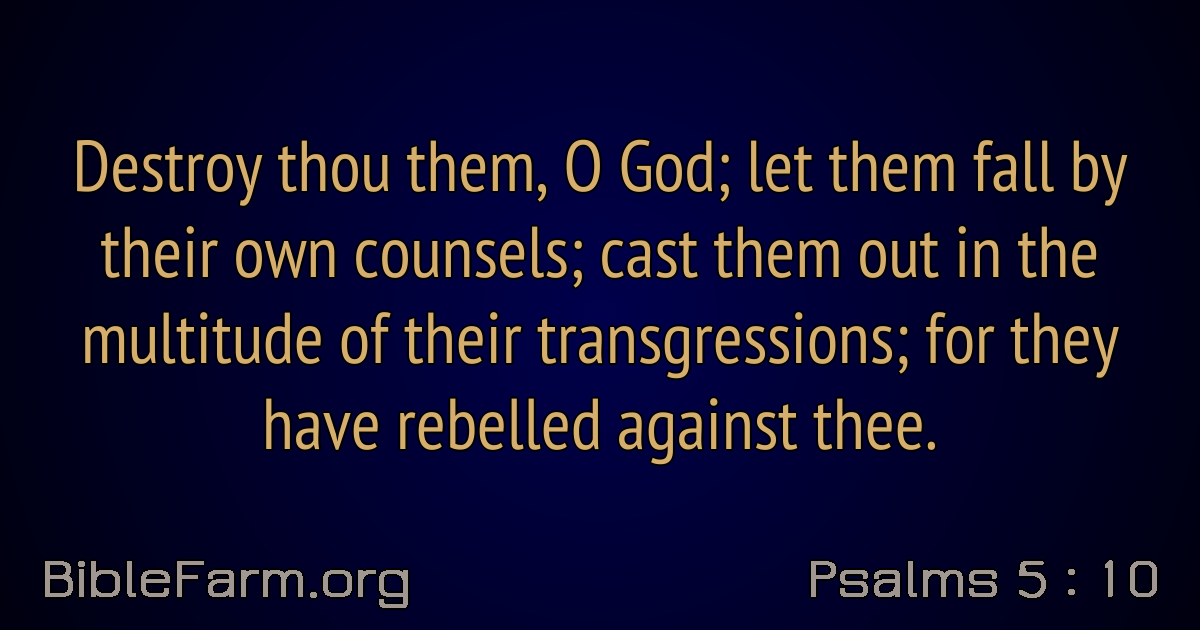 Destroy thou them, O God; let them fall by
their own counsels; cast them out in the
multitude of their transgressions; for they
have rebelled against thee.
BibleFarm.org
Psalms 5 : 10